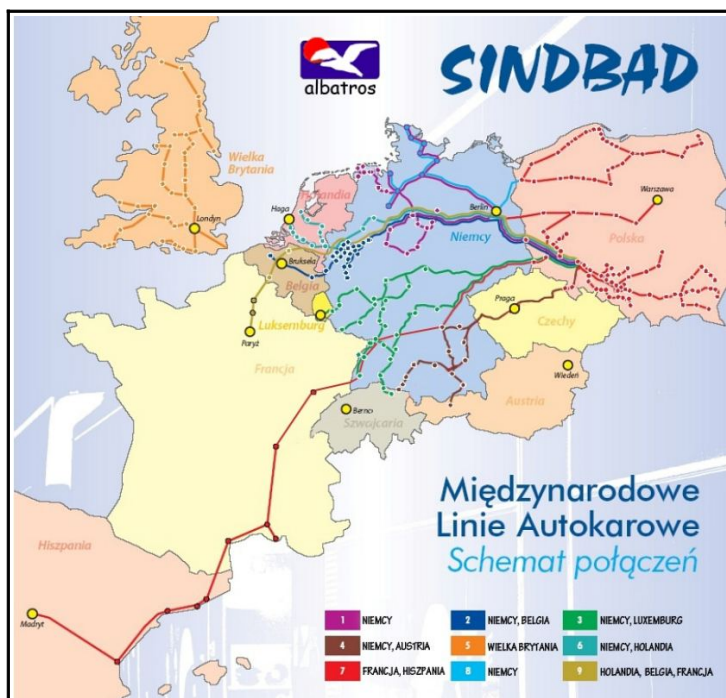 albatros
SINDBAD
Wielka
Brytania
Londyn
Holandia
Haga
Berlin
Warszawa
Niemcy
Polska
Bruksela
Belgia
Luksemburg
Praga
Czechy
Paryż
Francja
Wiedeń
Berno
Austria
Szwajcaria
Międzynarodowe
Linie Autokarowe
Schemat połączeń
Hiszpania
Madryt
1 NIEMCY
2 NIEMCY, BELGIA
3 NIEMCY, LUXEMBURG
4 NIEMCY, AUSTRIA
5 WIELKA BRYTANIA
6 NIEMCY, HOLANDIA
7 FRANCJA, HISZPANIA
8 NIEMCY
9 HOLANDIA, BELGIA, FRANCJA